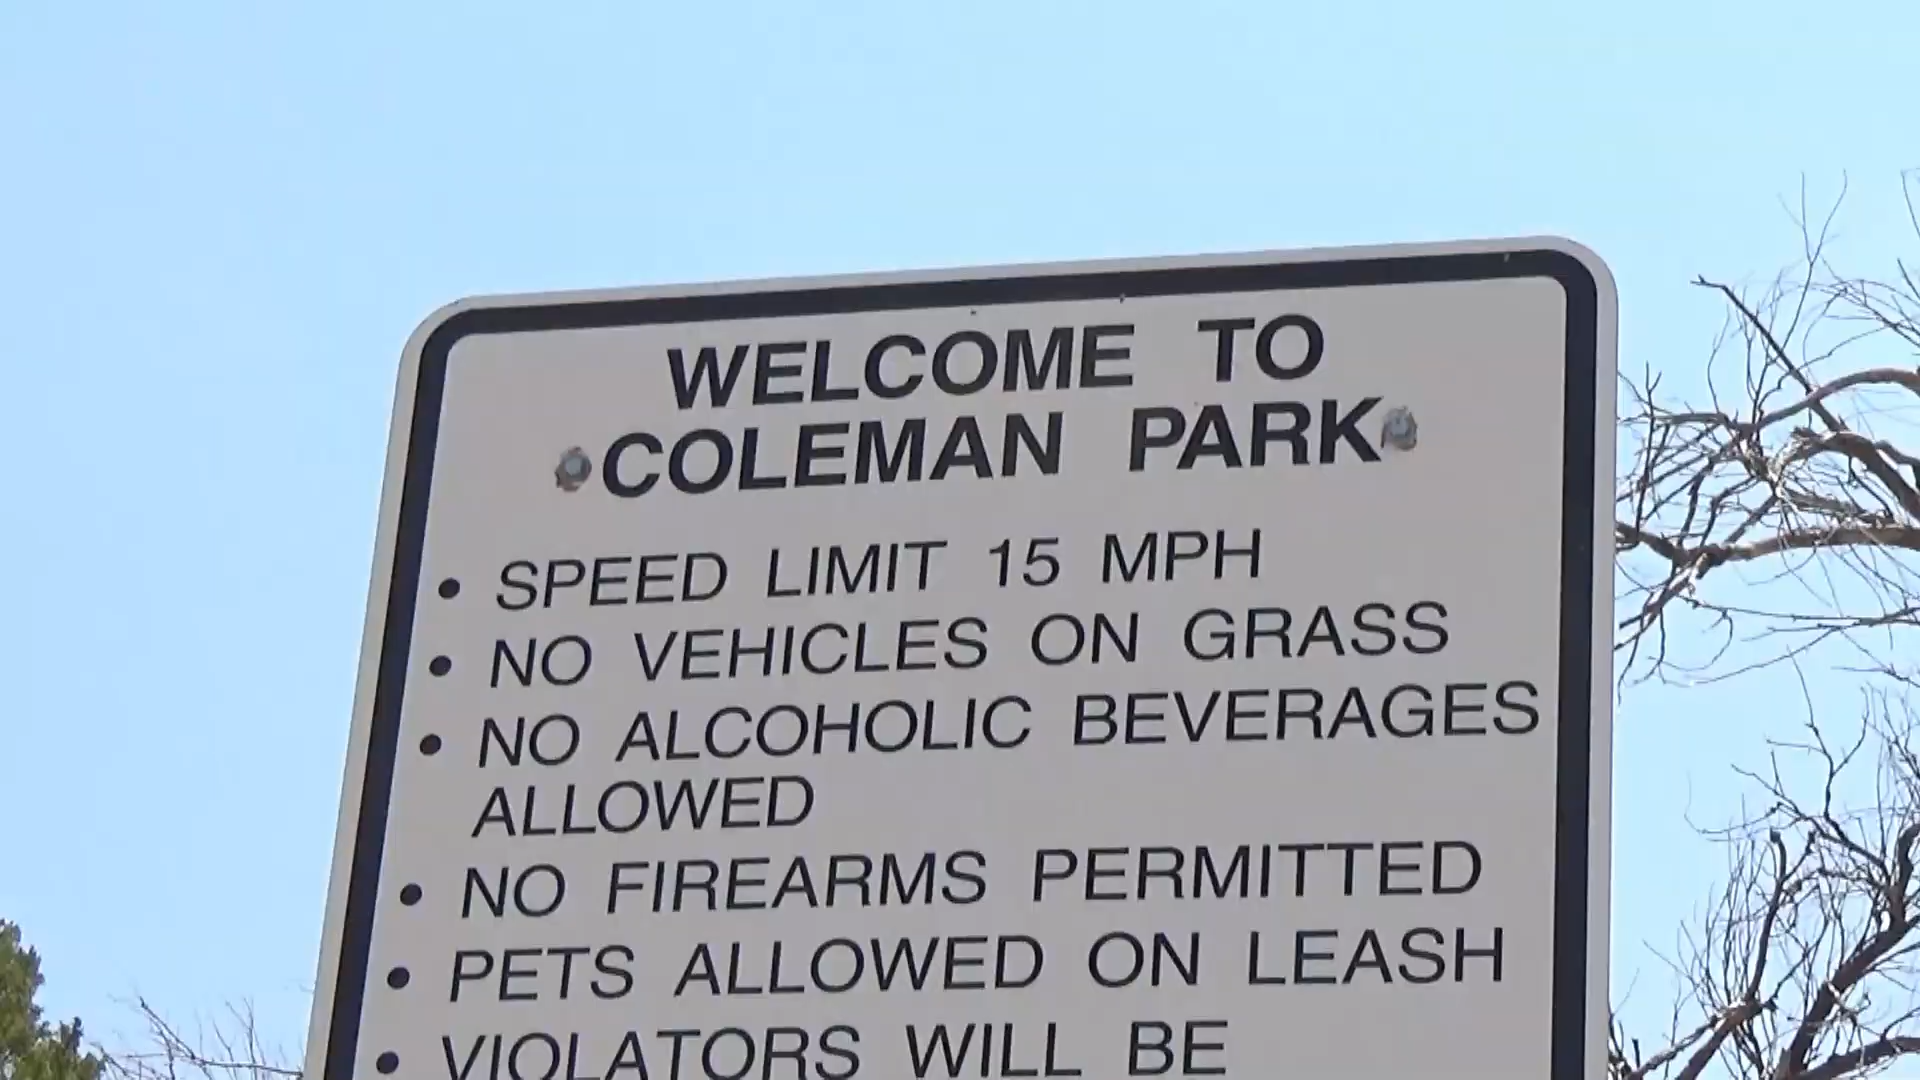 WELCOME TO
COLEMAN PARK
• SPEED LIMIT 15 MPH
• NO VEHICLES ON GRASS
• NO ALCOHOLIC BEVERAGES
ALLOWED
• NO FIREARMS PERMITTED
• PETS ALLOWED ON LEASH
• VIOLATORS WILL BE